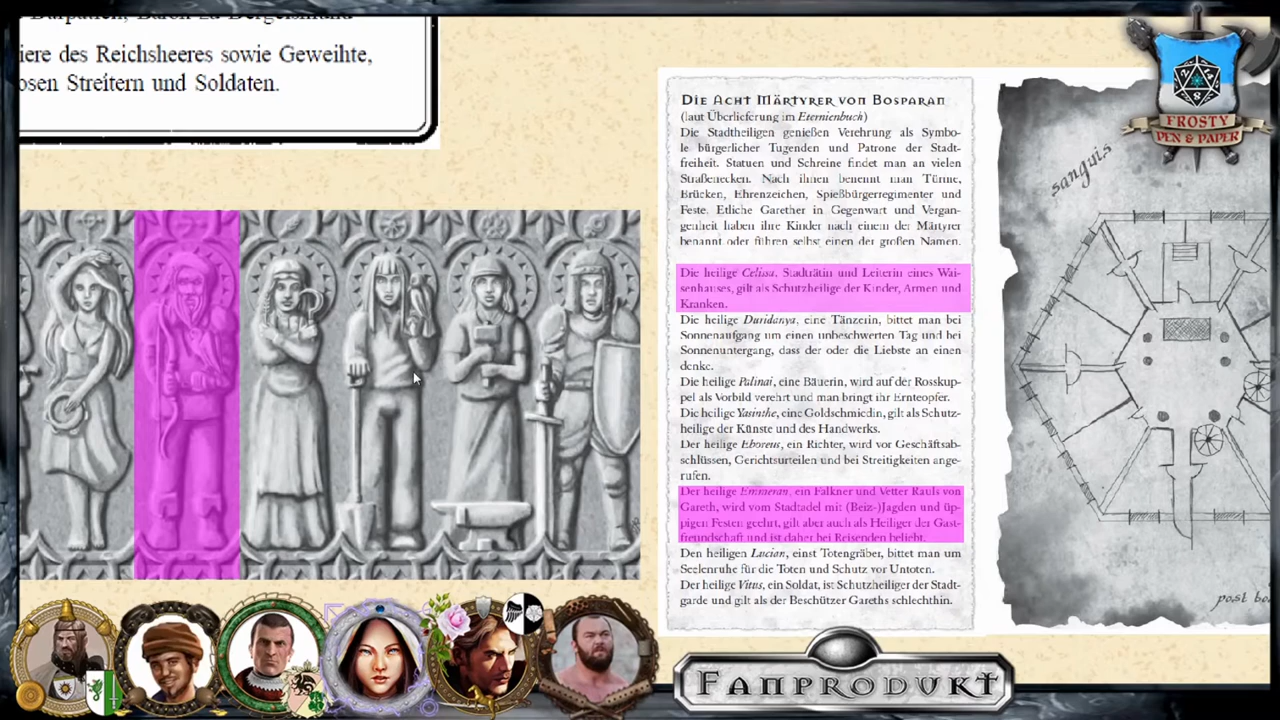 Darpatien, Baron zu Bergelsmund
iere des Reichsheeres sowie Geweihte,
osen Streitern und Soldaten.
Die Acht Märtyrer von Bosparan
(laut Überlieferung im Eternienbuch)
Die Stadtheiligen genießen Verehrung als Symbo-
le bürgerlicher Tugenden und Patrone der Stadt-
freiheit. Statuen und Schreine findet man an vielen
Straßenecken. Nach ihnen benennt man Türme,
Brücken, Ehrenzeichen, Spießbürgerregimenter und
Feste. Etliche Garether in Gegenwart und Vergan-
genheit haben ihre Kinder nach einem der Märtyrer
benannt oder führen selbst einen der großen Namen.
Die heilige Celissa, Stadträtin und Leiterin eines Wai-
senhauses, gilt als Schutzheilige der Kinder, Armen und
Kranken.
Die heilige Duridanya, eine Tänzerin, bittet man bei
Sonnenaufgang um einen unbeschwerten Tag und bei
Sonnenuntergang, dass der oder die Liebste an einen
denke.
Die heilige Palinai, eine Bäuerin, wird auf der Rosskup-
pel als Vorbild verehrt und man bringt ihr Ernteopfer.
Die heilige Yasinthe, eine Goldschmiedin, gilt als Schutz-
heilige der Künste und des Handwerks.
Der heilige Eboreus, ein Richter, wird vor Geschäftsab-
schlüssen, Gerichtsurteilen und bei Streitigkeiten ange-
rufen.
Der heilige Emmeran, ein Falkner und Vetter Rauls von
Gareth, wird vom Stadtadel mit (Beiz-)Jagden und üp-
pigen Festen geehrt, gilt aber auch als Heiliger der Gast-
freundschaft und ist daher bei Reisenden beliebt.
Den heiligen Lucian, einst Totengräber, bittet man um
Seelenruhe für die Toten und Schutz vor Untoten.
Der heilige Vitus, ein Soldat, ist Schutzheiliger der Stadt-
garde und gilt als der Beschützer Gareths schlechthin.
sanguis
post bo
FROSTY
PEN & PAPER
Fanprodukt